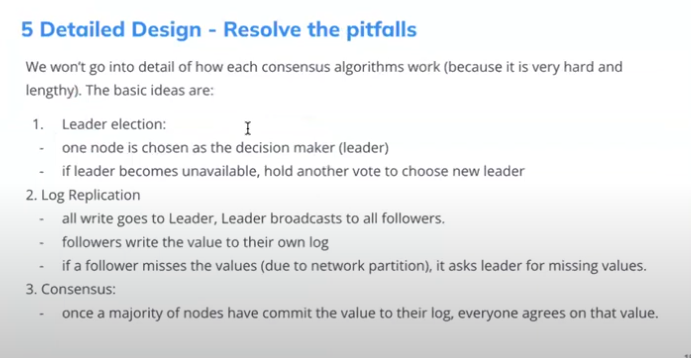 5 Detailed Design - Resolve the pitfalls
We won't go into detail of how each consensus algorithms work (because it is very hard and
lengthy). The basic ideas are:
1. Leader election:
- one node is chosen as the decision maker (leader)
- if leader becomes unavailable, hold another vote to choose new leader
2. Log Replication
- all write goes to Leader, Leader broadcasts to all followers.
- followers write the value to their own log
- if a follower misses the values (due to network partition), it asks leader for missing values.
3. Consensus:
- once a majority of nodes have commit the value to their log, everyone agrees on that value.